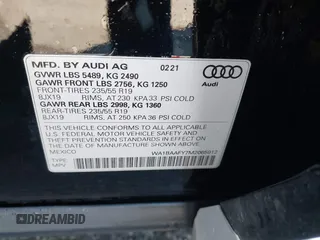 MFD. BY AUDI AG 02/21
GVWR LBS 5489, KG 2490
GAWR FRONT LBS 2756, KG 1250
FRONT-TIRES 235/55 R19
8JX19 RIMS, AT 230 KPA 33 PSI COLD
GAWR REAR LBS 2998, KG 1360
REAR-TIRES 235/55 R19
8JX19 RIMS, AT 250 KPA 36 PSI COLD
Audi
THIS VEHICLE CONFORMS TO ALL APPLICABLE
U.S. FEDERAL MOTOR VEHICLE SAFETY AND
THEFT PREVENTION STANDARDS IN EFFECT ON
THE DATE OF MANUFACTURE SHOWN ABOVE.
MEXICO
TYPE:
DREAMBID